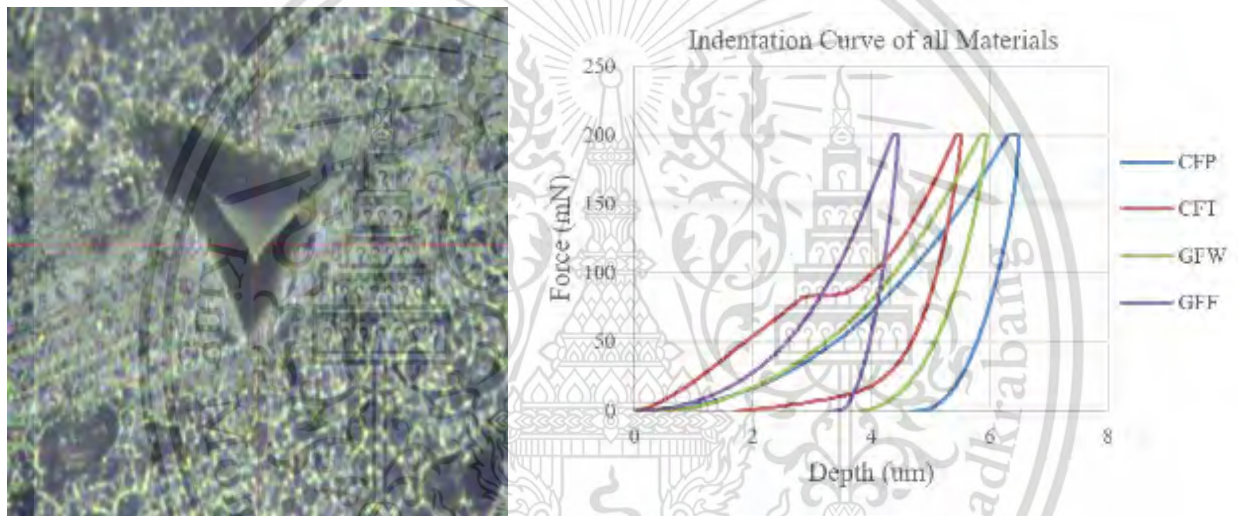 Indentation Curve of all Materials
250
200
150
100
50
0
Force (mN)
0 2 4 6 8
Depth (um)
CFP
CFT
GFW
GFF
adkrabang